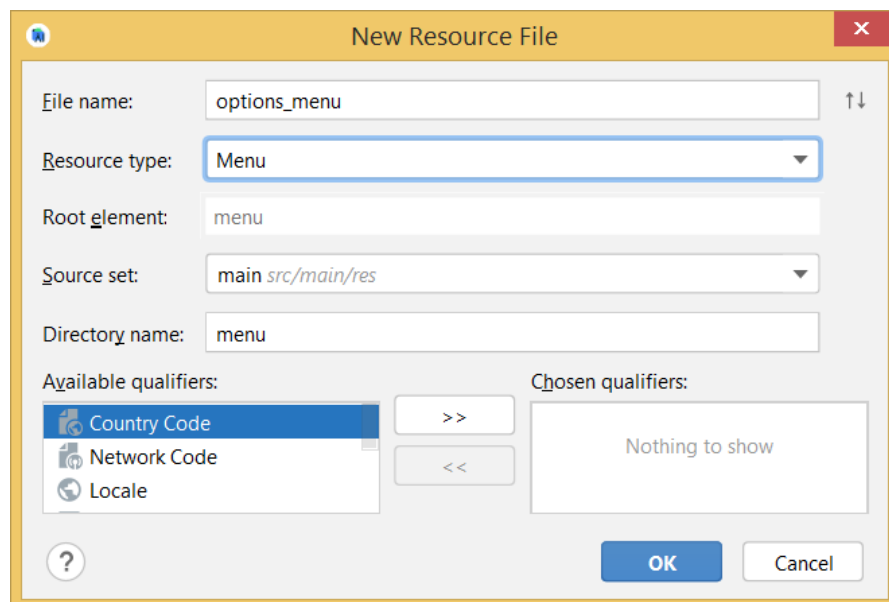 New Resource File
File name: options_menu
Resource type: Menu
Root element: menu
Source set: main src/main/res
Directory name: menu
Available qualifiers: Chosen qualifiers:
Country Code >>
Nothing to show
Network Code <<
Locale
? OK Cancel